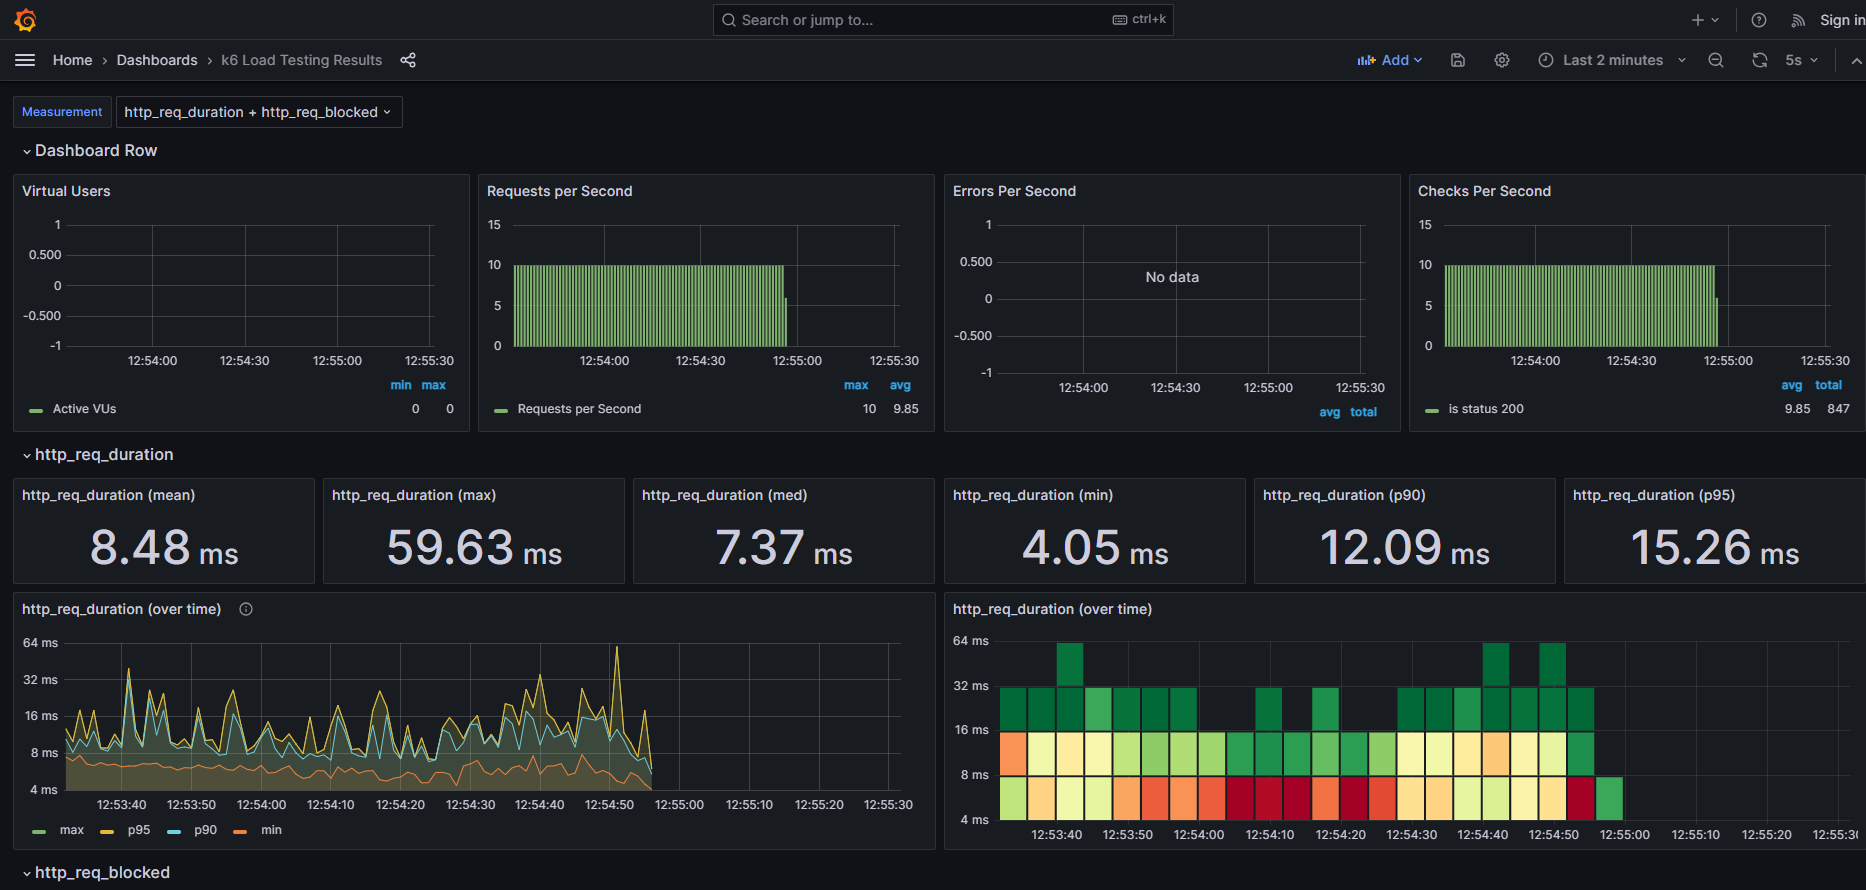 Search or jump to... ctrl+k Sign in
Home › Dashboards › k6 Load Testing Results Add Last 2 minutes 5s
Measurement http_req_duration + http_req_blocked
Dashboard Row
Virtual Users
1
0.500
0
-0.500
-1
12:54:00 12:54:30 12:55:00 12:55:30
min max
Active VUs 0 0
Requests per Second
15
10
5
0
12:54:00 12:54:30 12:55:00 12:55:30
max avg
Requests per Second 10 9.85
Errors Per Second
1
0.500
0
-0.500
-1
No data
12:54:00 12:54:30 12:55:00 12:55:30
avg total
Checks Per Second
15
10
5
0
12:54:00 12:54:30 12:55:00 12:55:30
avg total
is status 200 9.85 847
http_req_duration
http_req_duration (mean)
8.48 ms
http_req_duration (max)
59.63 ms
http_req_duration (med)
7.37 ms
http_req_duration (min)
4.05 ms
http_req_duration (p90)
12.09 ms
http_req_duration (p95)
15.26 ms
http_req_duration (over time)
64 ms
32 ms
16 ms
8 ms
4 ms
12:53:40 12:53:50 12:54:00 12:54:10 12:54:20 12:54:30 12:54:40 12:54:50 12:55:00 12:55:10 12:55:20 12:55:30
max p95 p90 min
http_req_duration (over time)
64 ms
32 ms
16 ms
8 ms
4 ms
12:53:40 12:53:50 12:54:00 12:54:10 12:54:20 12:54:30 12:54:40 12:54:50 12:55:00 12:55:10 12:55:20 12:55:3
http_req_blocked